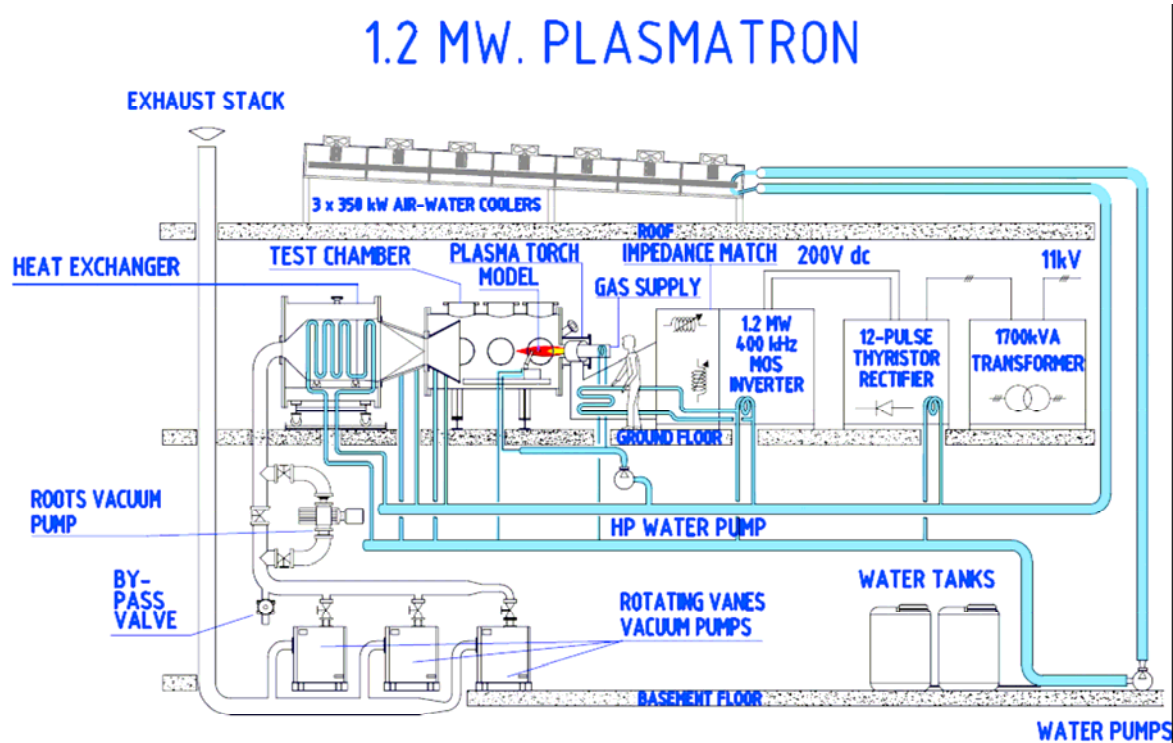 1.2 MW. PLASMATRON
EXHAUST STACK
3 x 350 kW AIR-WATER COOLERS
ROOF
HEAT EXCHANGER
TEST CHAMBER
PLASMA TORCH
MODEL
IMPEDANCE MATCH
GAS SUPPLY
200V dc
11kV
1.2 MW
400 kHz
MOS
INVERTER
12-PULSE
THYRISTOR
RECTIFIER
1700kVA
TRANSFORMER
GROUND FLOOR
ROOTS VACUUM
PUMP
HP WATER PUMP
BY-
PASS
VALVE
ROTATING VANES
VACUUM PUMPS
WATER TANKS
BASEMENT FLOOR
WATER PUMPS